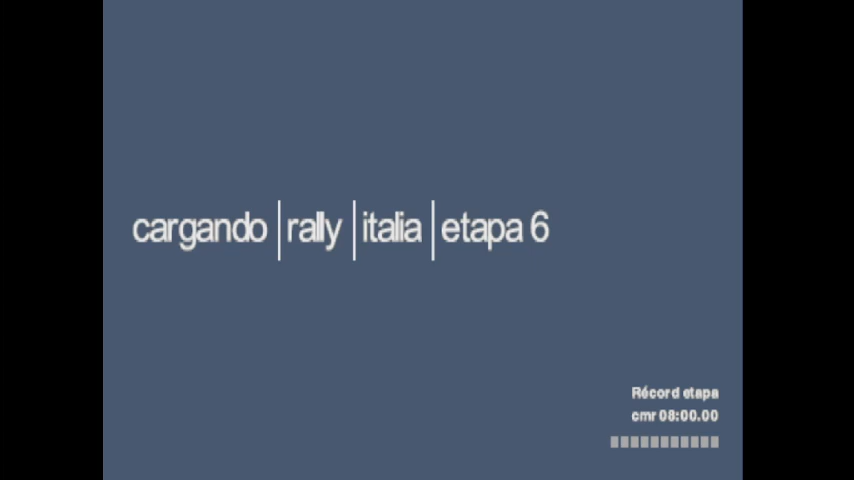 cargando | rally | italia | etapa 6
Récord etapa
cmr 08:00.00